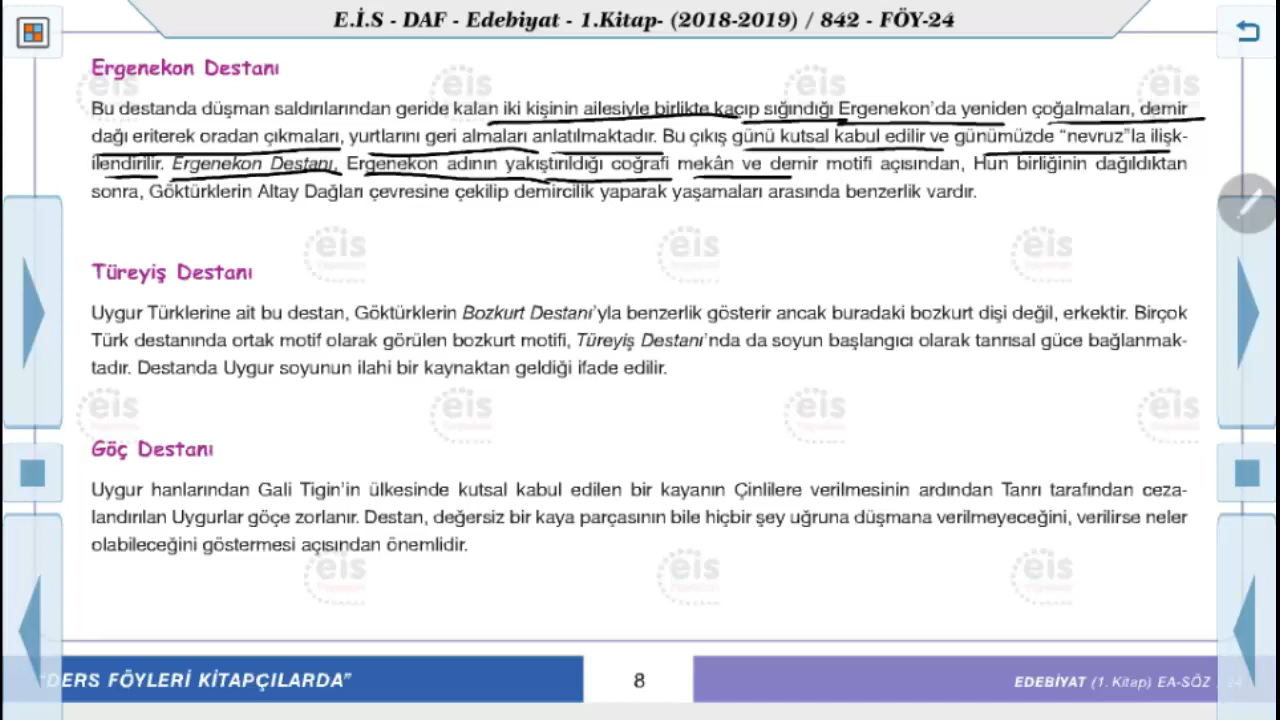 E.İ.S - DAF - Edebiyat - 1.Kitap- (2018-2019) / 842 - FÖY-24
Ergenekon Destanı
Bu destanda düşman saldırılarından geride kalan iki kişinin ailesiyle birlikte kaçıp sığındığı Ergenekon'da yeniden çoğalmaları, demir
dağı eriterek oradan çıkmaları, yurtlarını geri almaları anlatılmaktadır. Bu çıkış günü kutsal kabul edilir ve günümüzde “nevruz”la ilişk-
ilendirilir. Ergenekon Destanı, Ergenekon adının yakıştırıldığı coğrafi mekân ve demir motifi açısından, Hun birliğinin dağıldıktan
sonra, Göktürklerin Altay Dağları çevresine çekilip demircilik yaparak yaşamaları arasında benzerlik vardır.
Türeyiş Destanı
Uygur Türklerine ait bu destan, Göktürklerin Bozkurt Destanı'yla benzerlik gösterir ancak buradaki bozkurt dişi değil, erkektir. Birçok
Türk destanında ortak motif olarak görülen bozkurt motifi, Türeyiş Destanı'nda da soyun başlangıcı olarak tanrısal güce bağlanmak-
tadır. Destanda Uygur soyunun ilahi bir kaynaktan geldiği ifade edilir.
Göç Destanı
Uygur hanlarından Gali Tigin'in ülkesinde kutsal kabul edilen bir kayanın Çinlilere verilmesinin ardından Tanrı tarafından ceza-
landırılan Uygurlar göçe zorlanır. Destan, değersiz bir kaya parçasının bile hiçbir şey uğruna düşmana verilmeyeceğini, verilirse neler
olabileceğini göstermesi açısından önemlidir.
eis
"DERS FÖYLERİ KİTAPÇILARDA"
8
EDEBİYAT (1. Kitap) EA-SÖZ 24